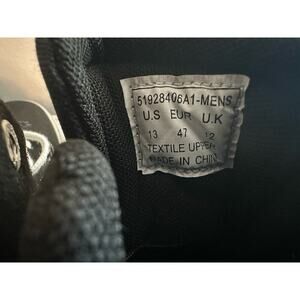 51928406A1-MENS
U.S EUR U.K
13 47 12
TEXTILE UPPER
MADE IN CHINA